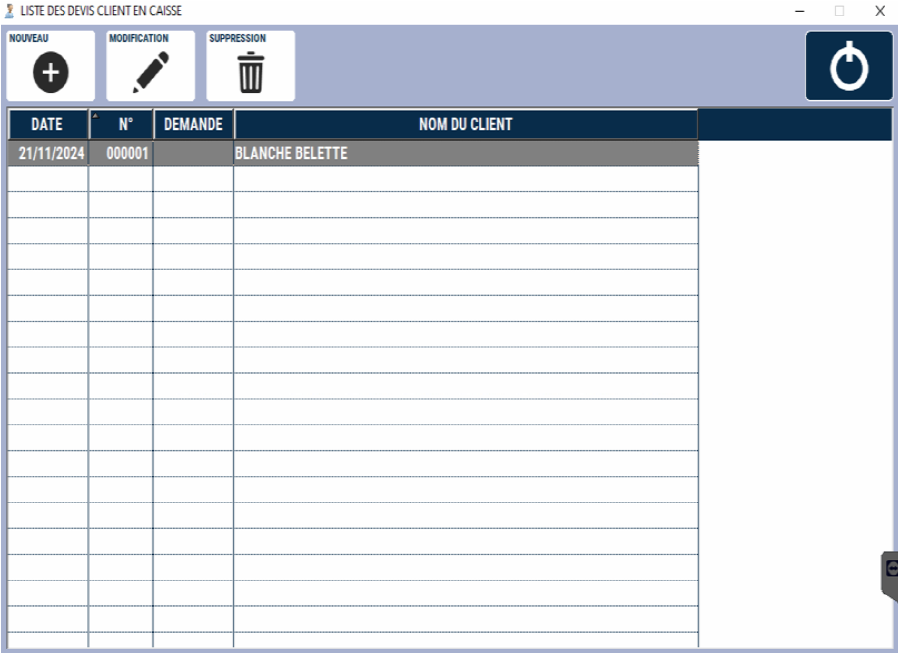 LISTE DES DEVIS CLIENT EN CAISSE
NOUVEAU MODIFICATION SUPPRESSION
DATE N° DEMANDE NOM DU CLIENT
21/11/2024 000001 BLANCHE BELETTE